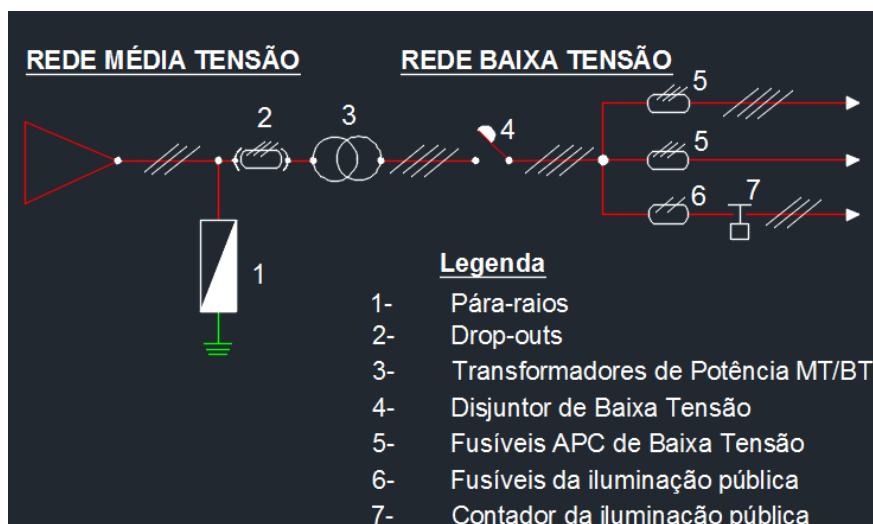 REDE MÉDIA TENSÃO
REDE BAIXA TENSÃO
5
2
3
4
5
6
7
1
Legenda
1- Pára-raios
2- Drop-outs
3- Transformadores de Potência MT/BT
4- Disjuntor de Baixa Tensão
5- Fusíveis APC de Baixa Tensão
6- Fusíveis da iluminação pública
7- Contador da iluminação pública